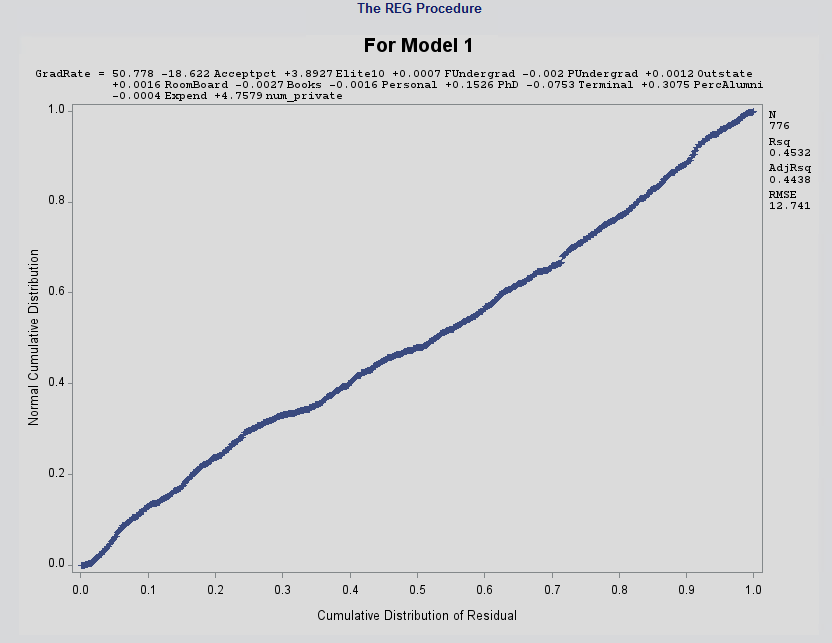 The REG Procedure
For Model 1
GradRate = 50.778 -18.622 Acceptpct +3.8927 Elite10 +0.0007 FUndergrad -0.002 PUndergrad +0.0012 Outstate
+0.0016 RoomBoard -0.0027 Books -0.0016 Personal +0.1526 PhD -0.0753 Terminal +0.3075 PercAlumni
-0.0004 Expend +4.7579 num_private
1.0
0.8
0.6
0.4
0.2
0.0
Normal Cumulative Distribution
N
776
Rsq
0.4532
AdjRsq
0.4438
RMSE
12.741
0.0 0.1 0.2 0.3 0.4 0.5 0.6 0.7 0.8 0.9 1.0
Cumulative Distribution of Residual